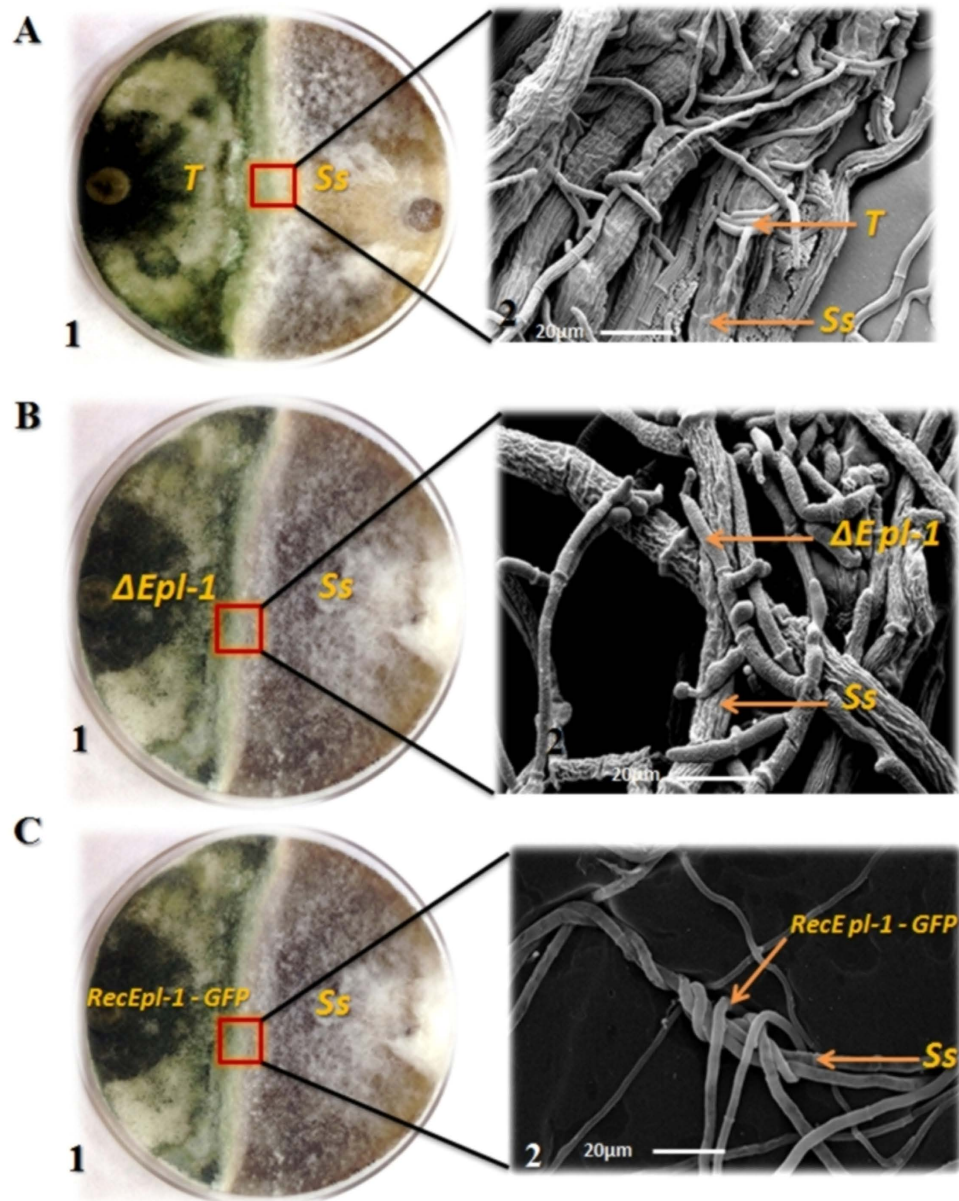 A
T
Ss
1
T
Ss
2
20µm
B
ΔEpl-1
Ss
1
ΔE pl-1
Ss
2
20µm
C
RecEpl-1 - GFP
Ss
1
RecE pl-1 - GFP
Ss
2
20µm